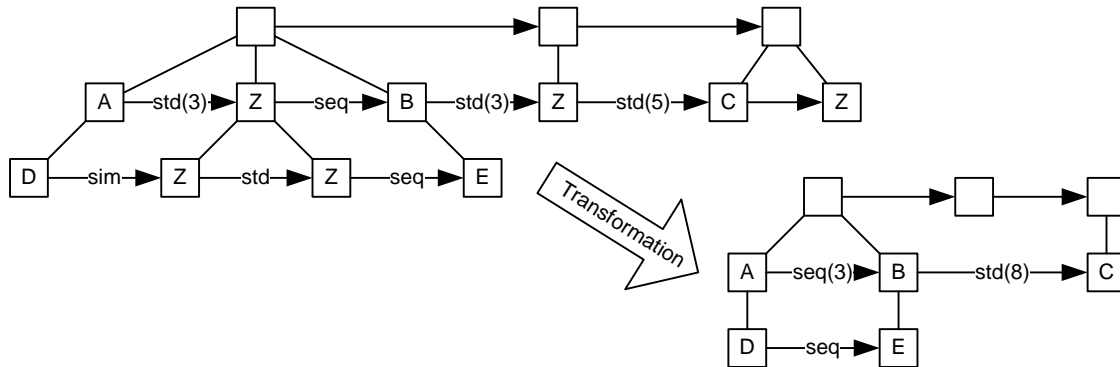 A std(3) Z seq B std(3) Z std(5) C Z
D sim Z std Z seq E
Transformation
A seq(3) B std(8) C
D seq E